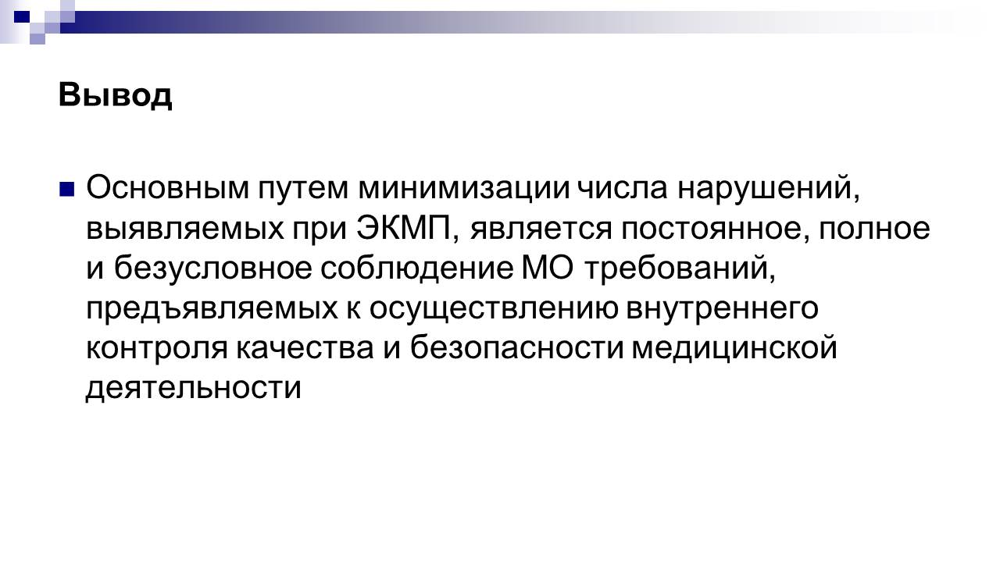 Вывод
Основным путем минимизации числа нарушений,
выявляемых при ЭКМП, является постоянное, полное
и безусловное соблюдение МО требований,
предъявляемых к осуществлению внутреннего
контроля качества и безопасности медицинской
деятельности